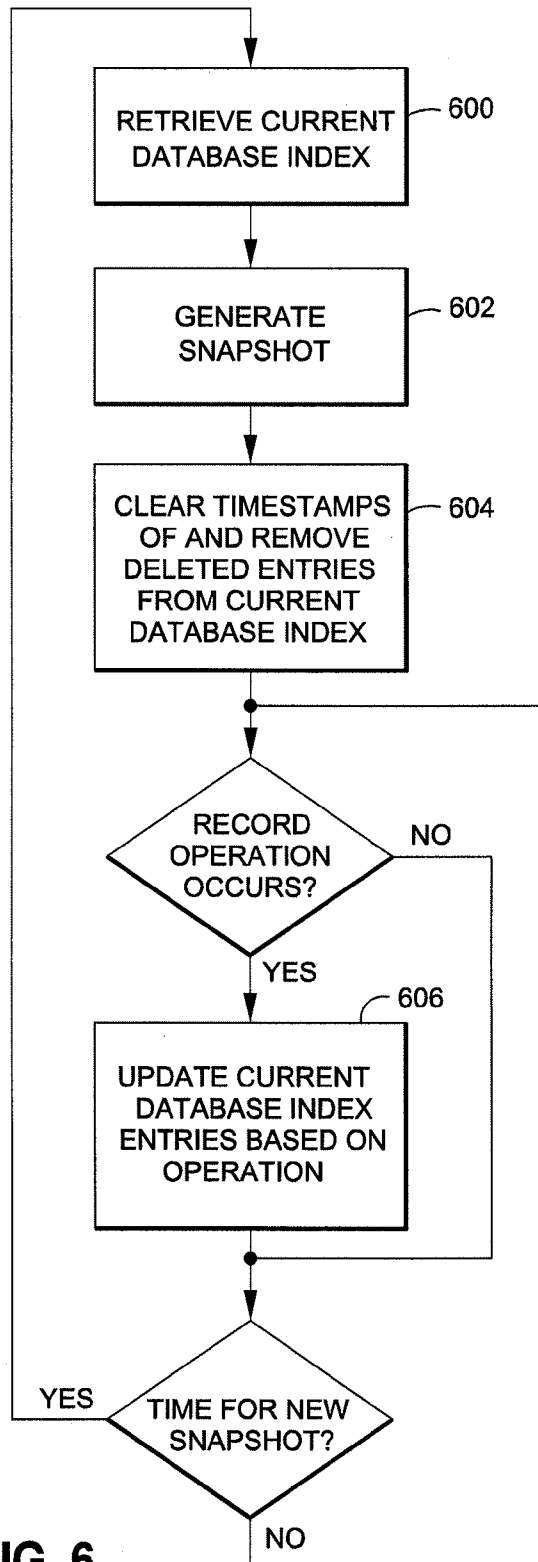 RETRIEVE CURRENT
DATABASE INDEX
600
GENERATE
SNAPSHOT
602
CLEAR TIMESTAMPS
OF AND REMOVE
DELETED ENTRIES
FROM CURRENT
DATABASE INDEX
604
RECORD
OPERATION
OCCURS?
NO
YES
606
UPDATE CURRENT
DATABASE INDEX
ENTRIES BASED ON
OPERATION
YES
TIME FOR NEW
SNAPSHOT?
NO